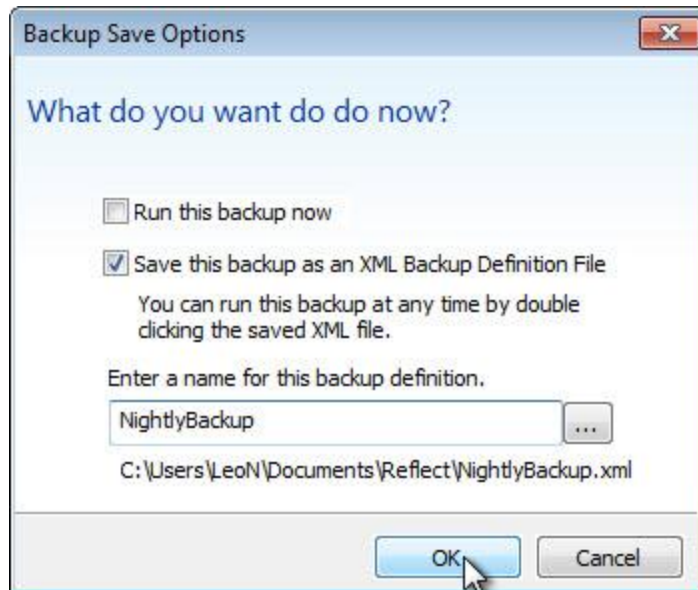 Backup Save Options
What do you want do do now?
Run this backup now
Save this backup as an XML Backup Definition File
You can run this backup at any time by double
clicking the saved XML file.
Enter a name for this backup definition.
NightlyBackup
...
C:\Users\LeoN\Documents\Reflect\NightlyBackup.xml
OK
Cancel